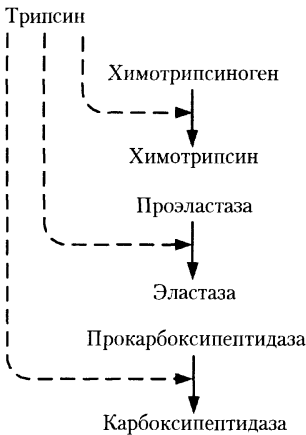 Трипсин
Химотрипсиноген
Химотрипсин
Проэластаза
Эластаза
Прокарбоксипептидаза
Карбоксипептидаза